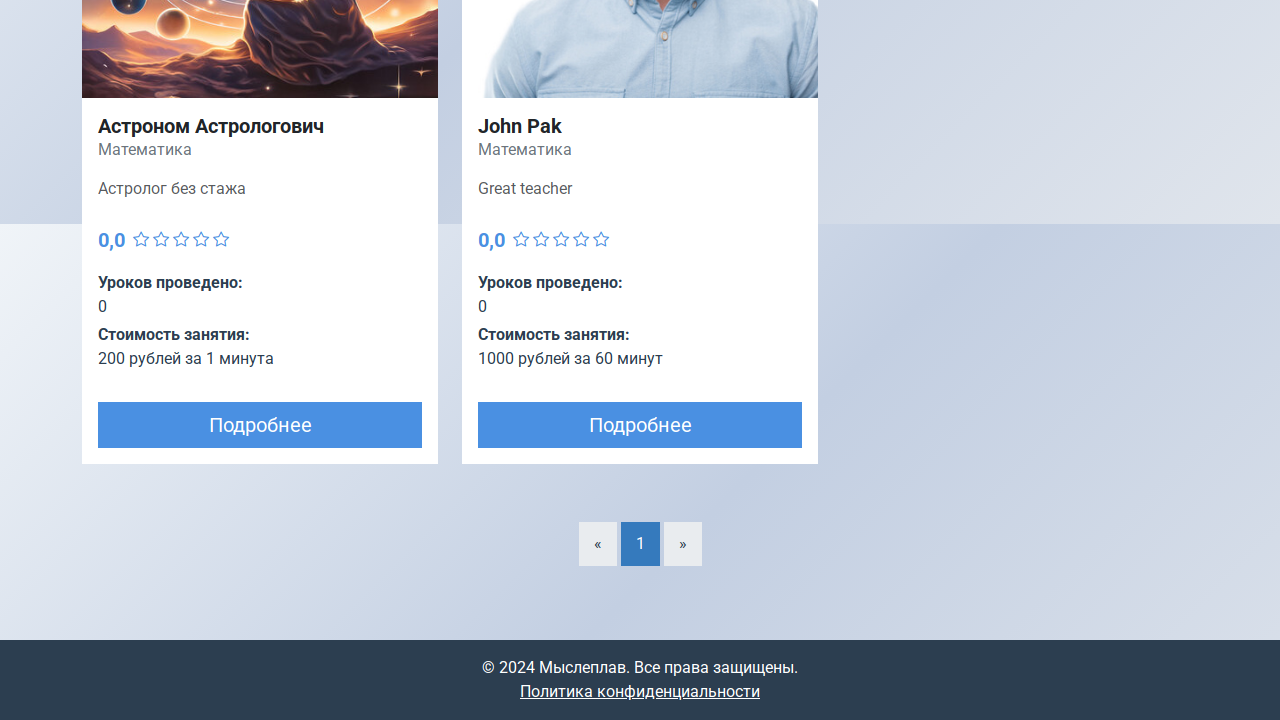 Астроном Астрологович
Математика
Астролог без стажа
0,0
Уроков проведено:
0
Стоимость занятия:
200 рублей за 1 минута
Подробнее
John Pak
Математика
Great teacher
0,0
Уроков проведено:
0
Стоимость занятия:
1000 рублей за 60 минут
Подробнее
« 1 »
© 2024 Мыслеплав. Все права защищены.
Политика конфиденциальности